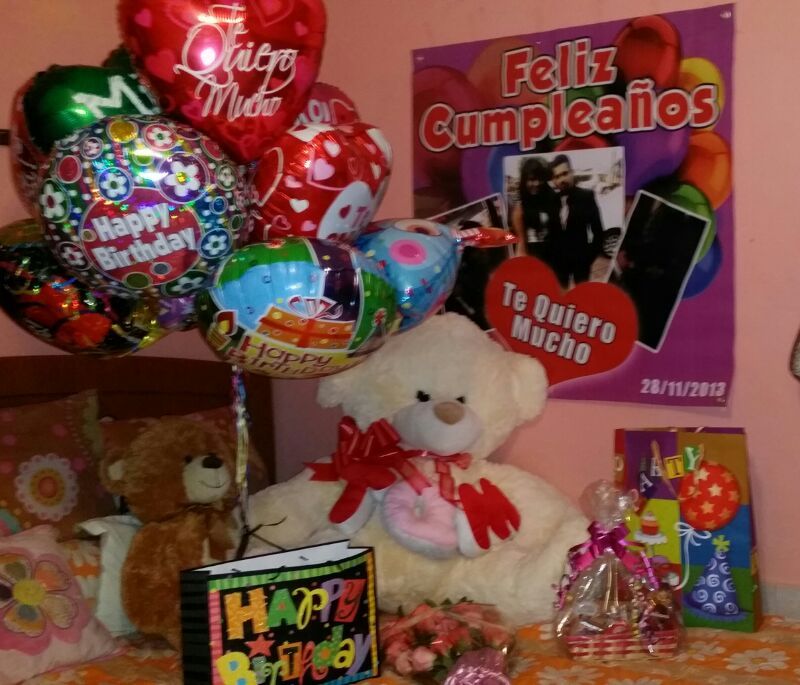 Te
Quiero
Mucho
Happy
Birthday
Happy
Birthday
Feliz
Cumpleaños
Te Quiero
Mucho
28/11/2013
HAPPY
BIRTHDAY
PARTY